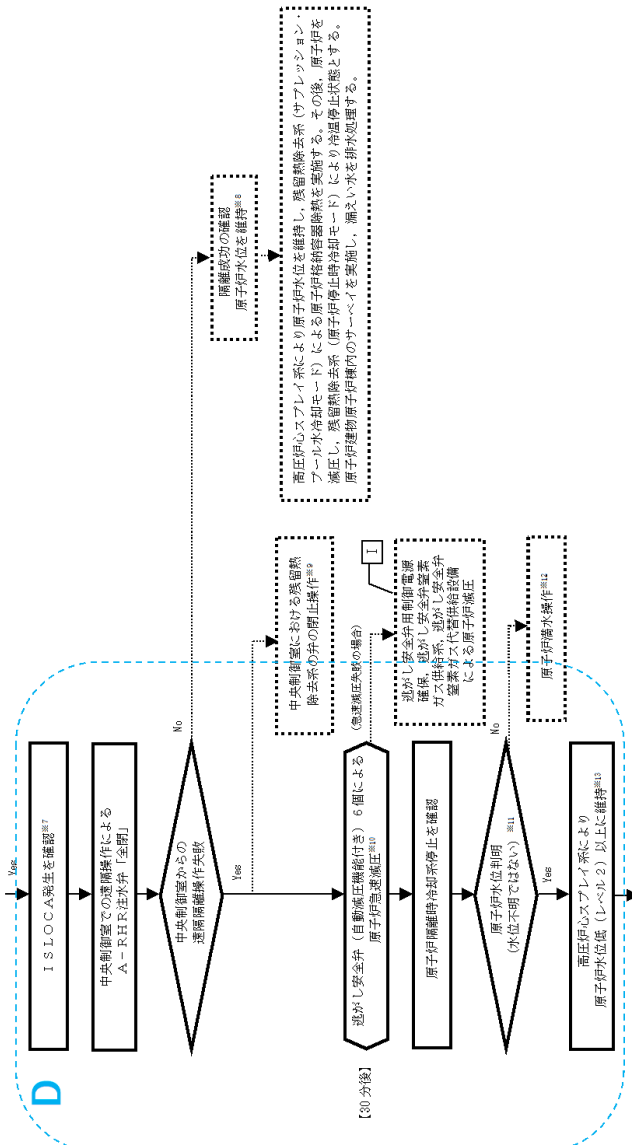 D
Yes
ISLOCA発生を確認※7
中央制御室での遠隔操作による
A-RHR注水弁「全閉」
中央制御室からの
遠隔隔離操作失敗
No
Yes
隔離成功の確認
原子炉水位を維持※8
高圧炉心スプレイ系により原子炉水位を維持し，残留熱除去系（サプレッション・
プール水冷却モード）による原子炉格納容器除熱を実施する。その後，原子炉を
減圧し，残留熱除去系（原子炉停止時冷却モード）により冷温停止状態とする。
原子炉建物原子炉棟内のサーベイを実施し，漏えい水を排水処理する。
中央制御室における残留熱
除去系の弁の閉止操作※9
【30分後】
逃がし安全弁（自動減圧機能付き）６個による
原子炉急速減圧※10
（急速減圧失敗の場合）
I
逃がし安全弁用制御電源
確保，逃がし安全弁窒素
ガス供給系，逃がし安全弁
窒素ガス代替供給設備
による原子炉減圧
原子炉隔離時冷却系停止を確認
原子炉水位判明
（水位不明ではない）※11
No
Yes
原子炉満水操作※12
高圧炉心スプレイ系により
原子炉水位低（レベル２）以上に維持※13